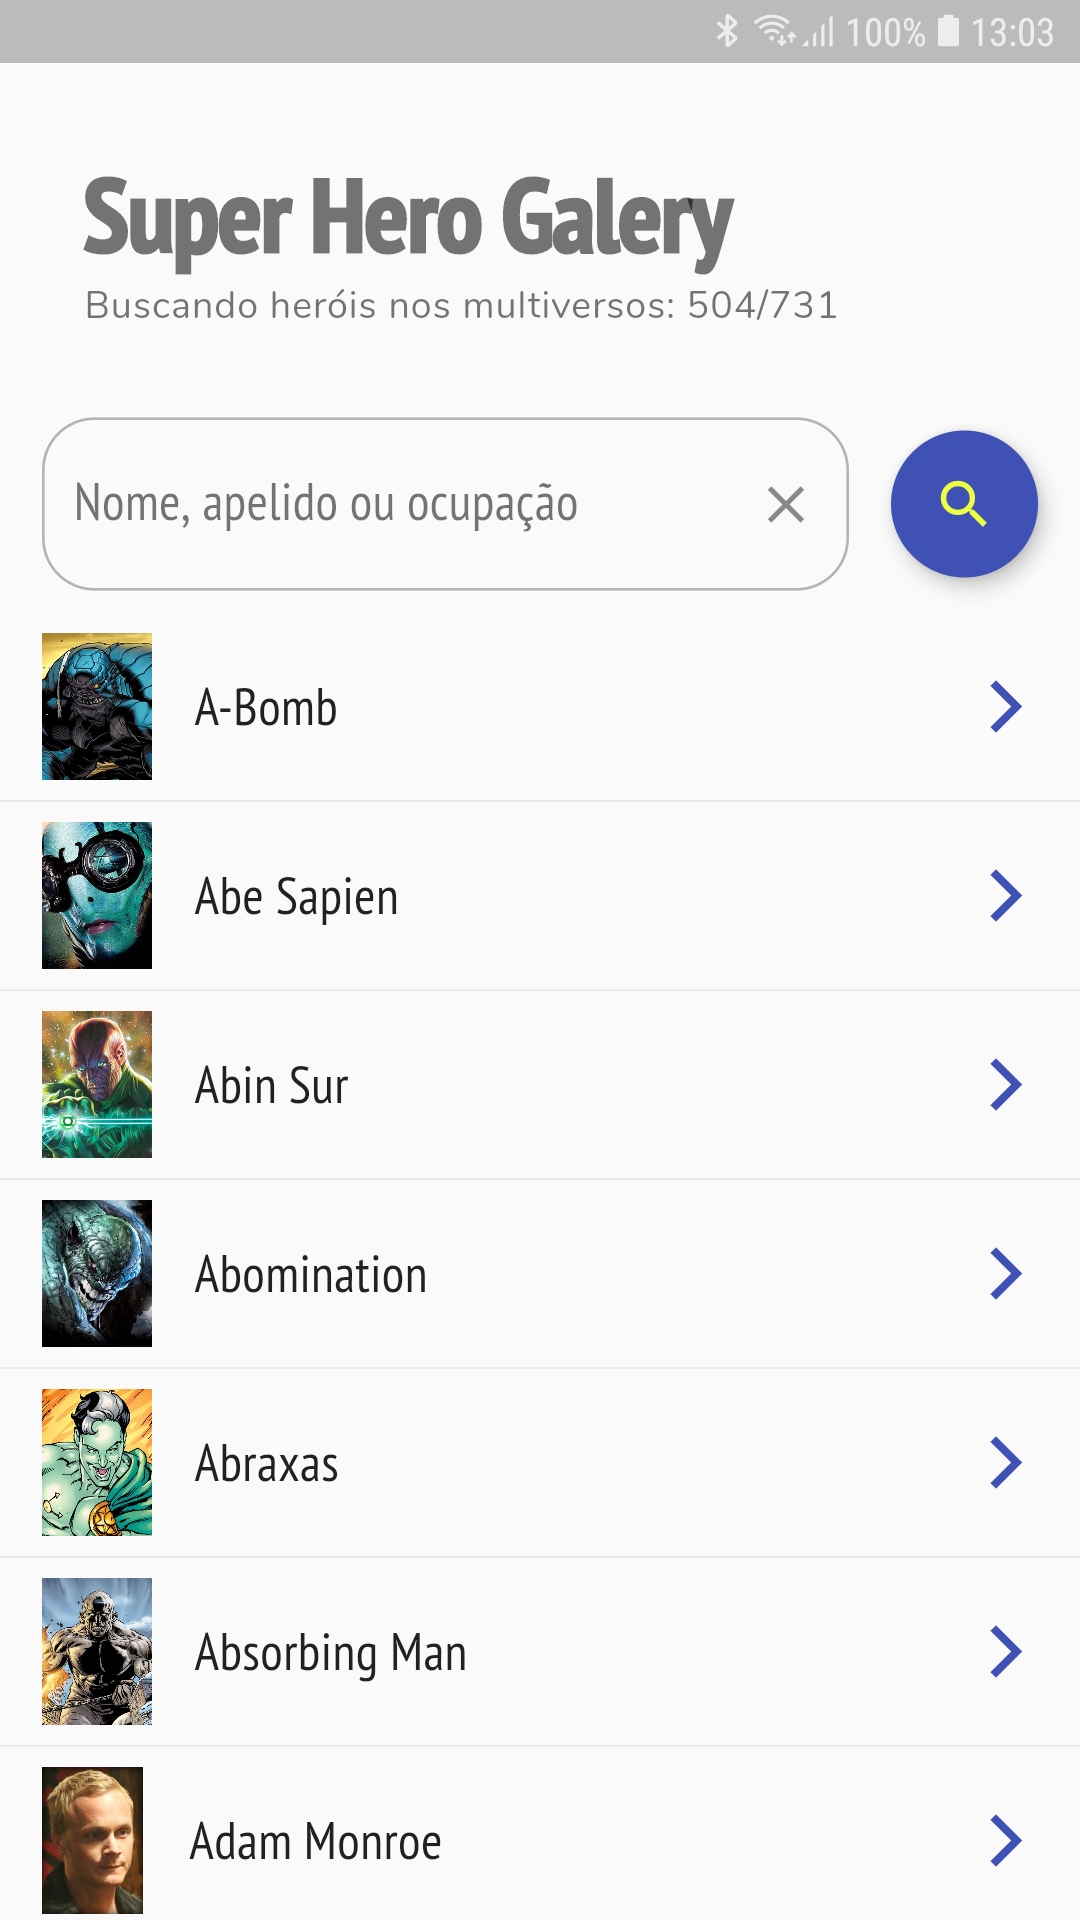 100% 13:03
Super Hero Galery
Buscando heróis nos multiversos: 504/731
Nome, apelido ou ocupação
A-Bomb
Abe Sapien
Abin Sur
Abomination
Abraxas
Absorbing Man
Adam Monroe